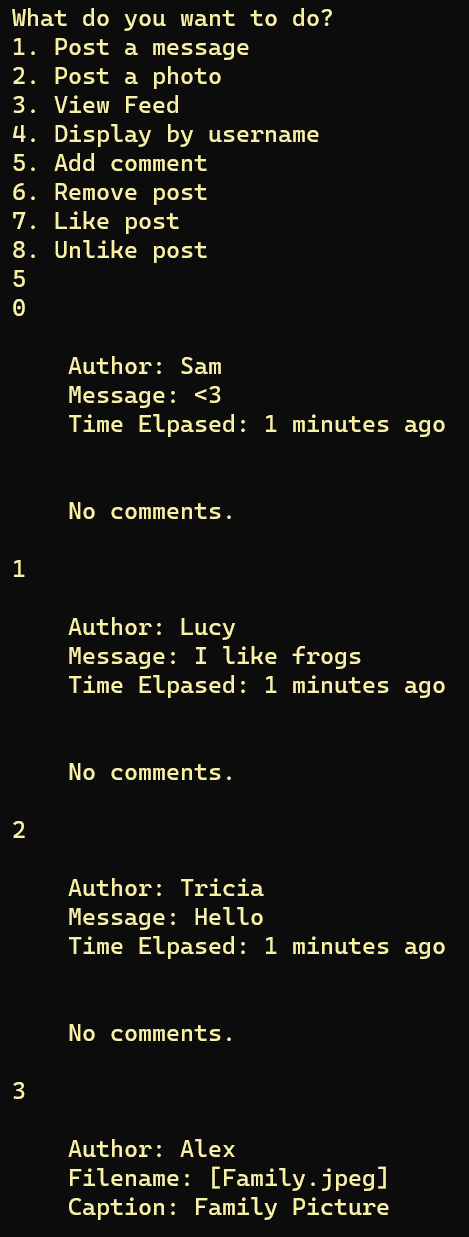 What do you want to do?
1. Post a message
2. Post a photo
3. View Feed
4. Display by username
5. Add comment
6. Remove post
7. Like post
8. Unlike post
5
0
Author: Sam
Message: <3
Time Elpased: 1 minutes ago
No comments.
1
Author: Lucy
Message: I like frogs
Time Elpased: 1 minutes ago
No comments.
2
Author: Tricia
Message: Hello
Time Elpased: 1 minutes ago
No comments.
3
Author: Alex
Filename: [Family.jpeg]
Caption: Family Picture